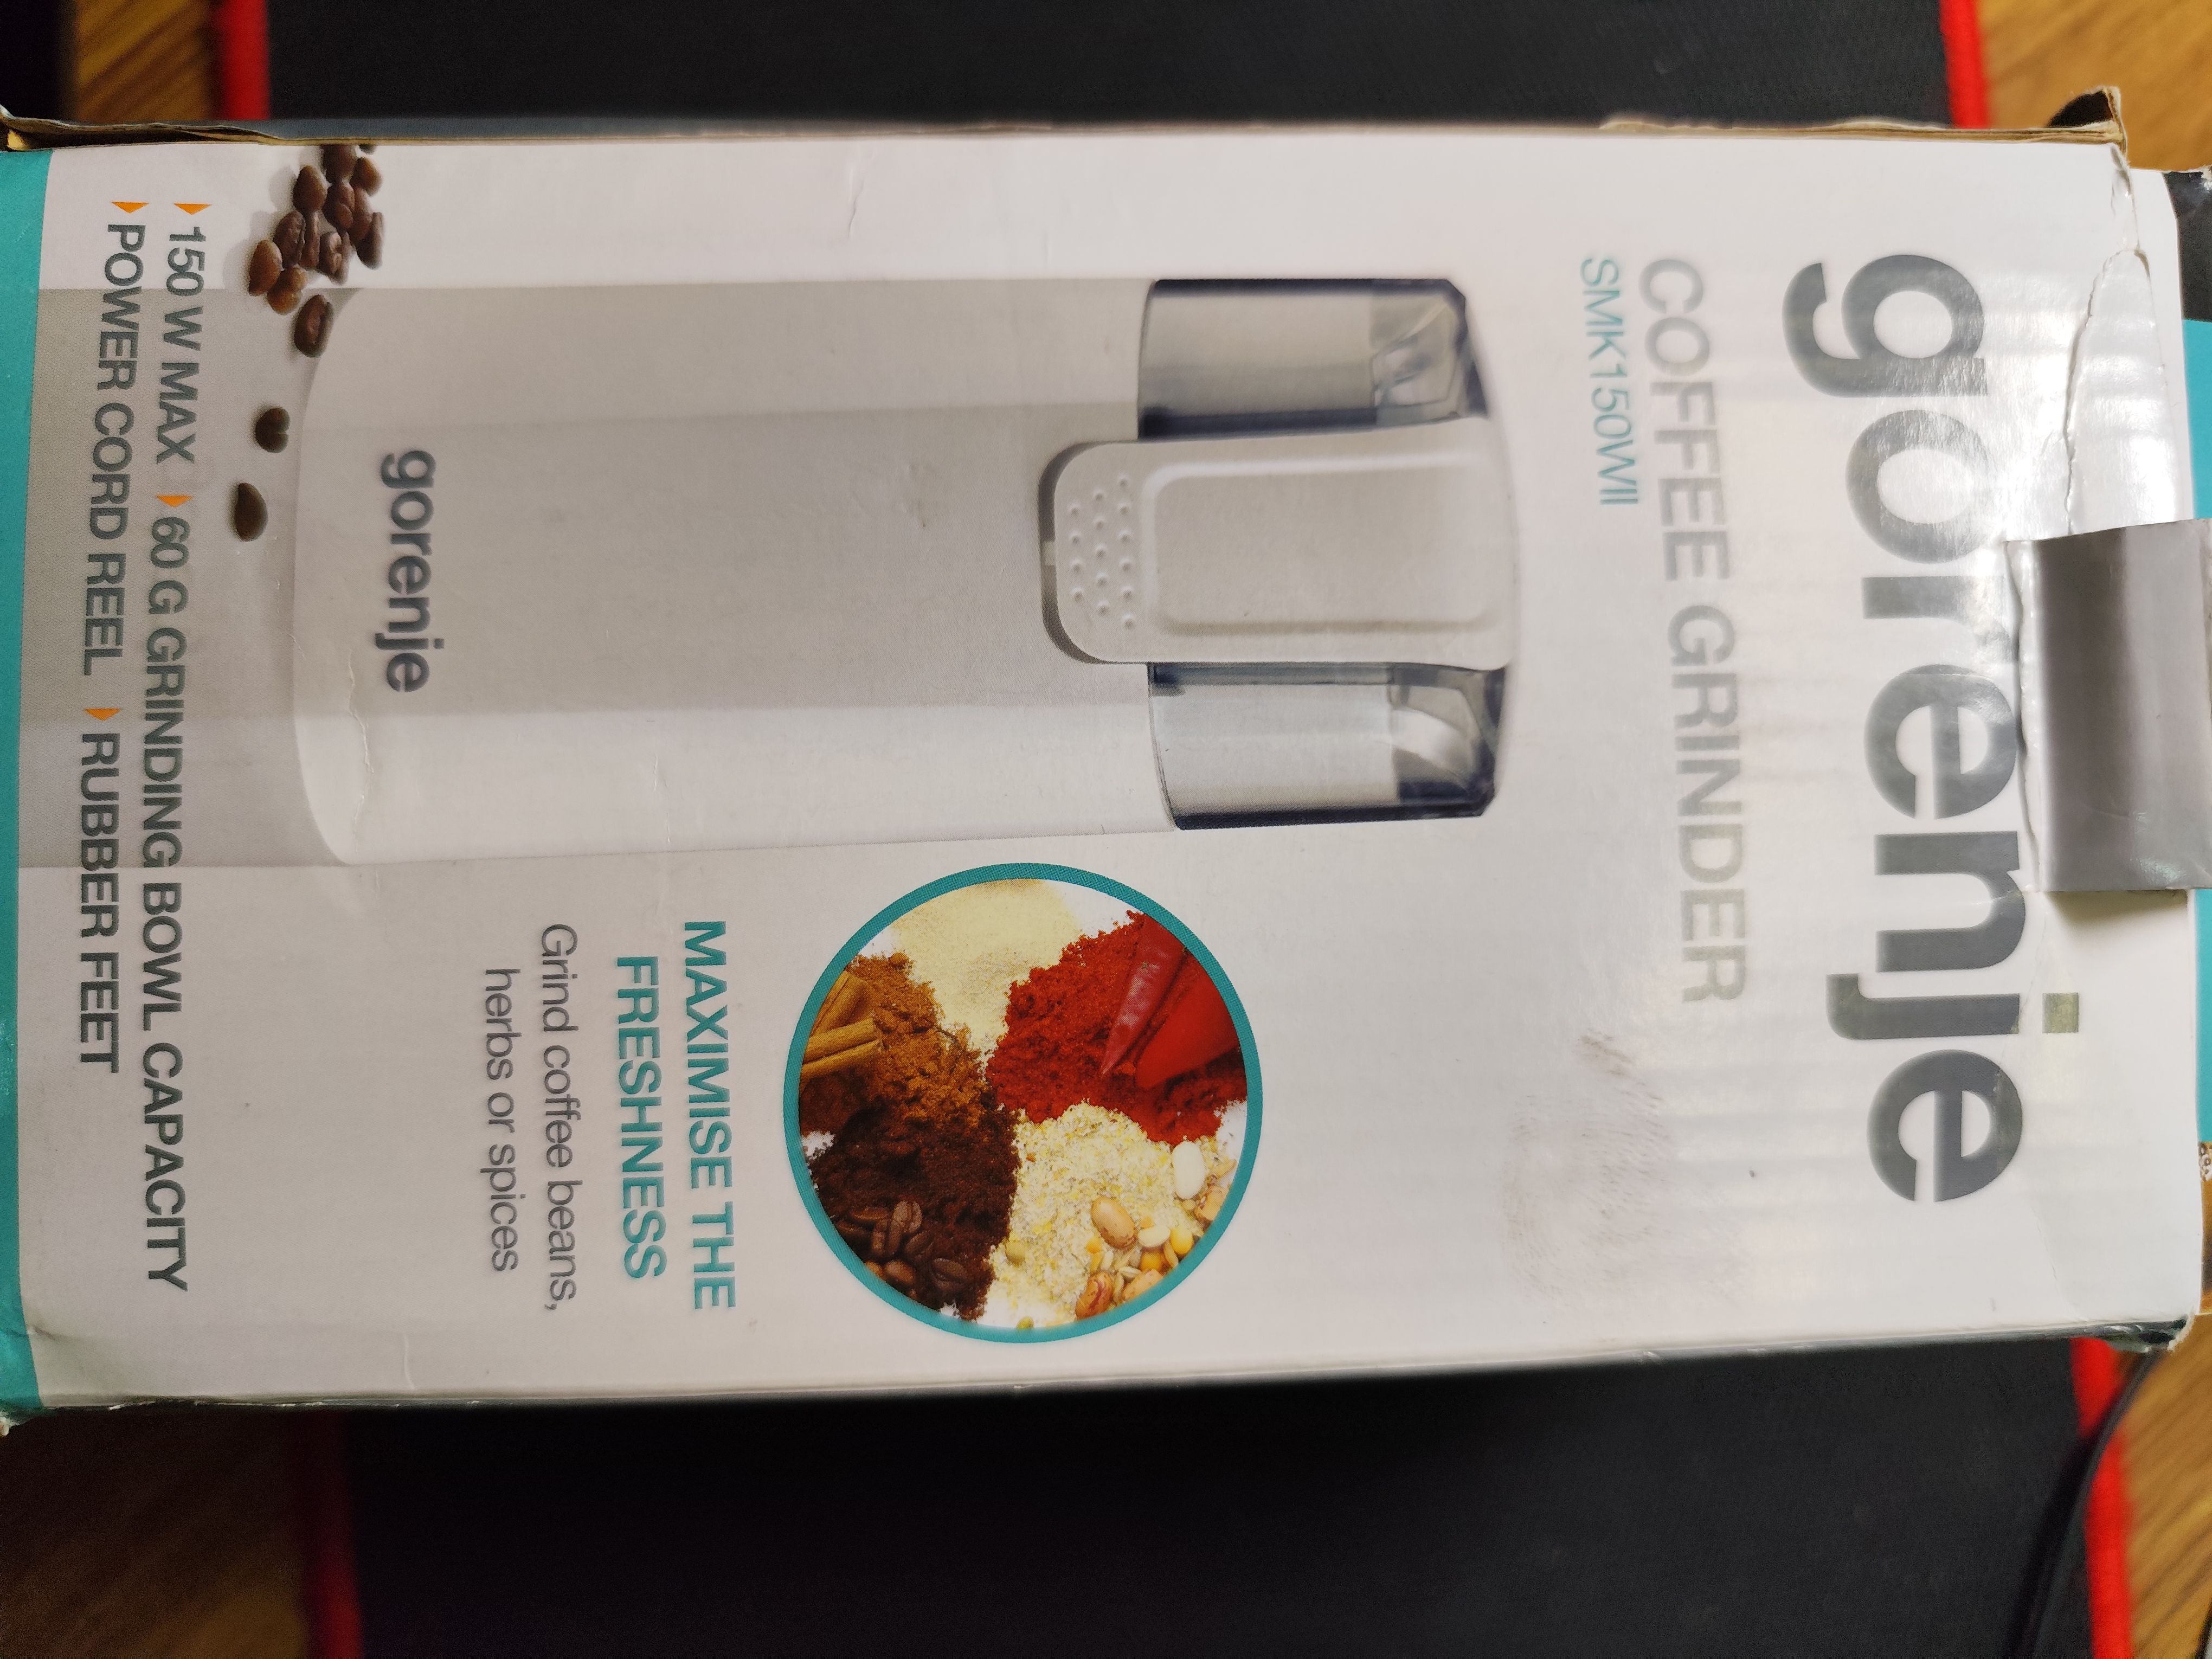 gorenje
COFFEE GRINDER
SMK150WII
gorenje
MAXIMISE THE
FRESHNESS
Grind coffee beans,
herbs or spices
150 W MAX 60 G GRINDING BOWL CAPACITY
POWER CORD REEL RUBBER FEET